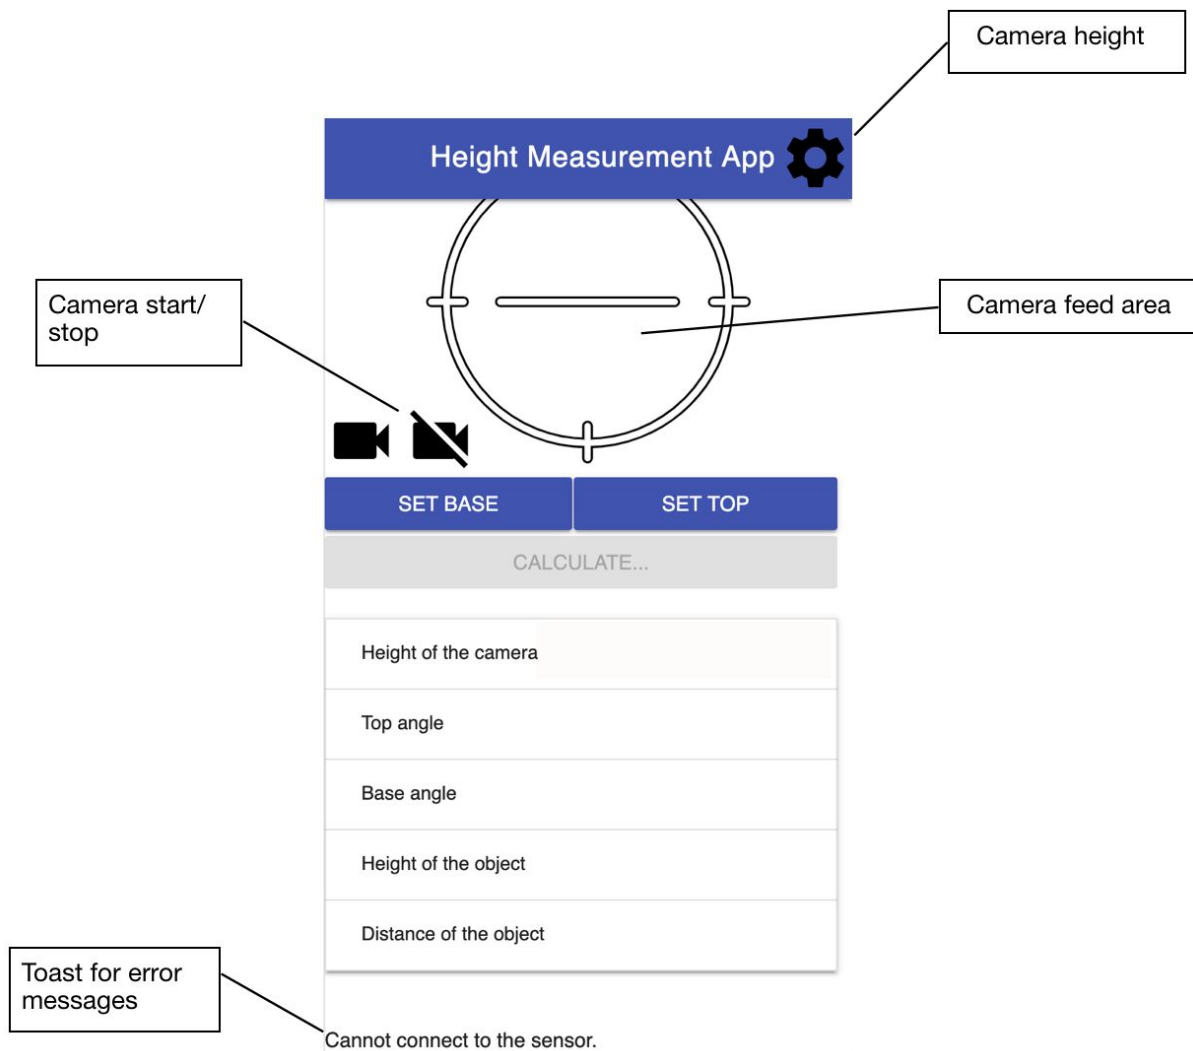 Camera height
Height Measurement App
Camera start/
stop
Camera feed area
SET BASE
SET TOP
CALCULATE...
Height of the camera
Top angle
Base angle
Height of the object
Distance of the object
Toast for error
messages
Cannot connect to the sensor.